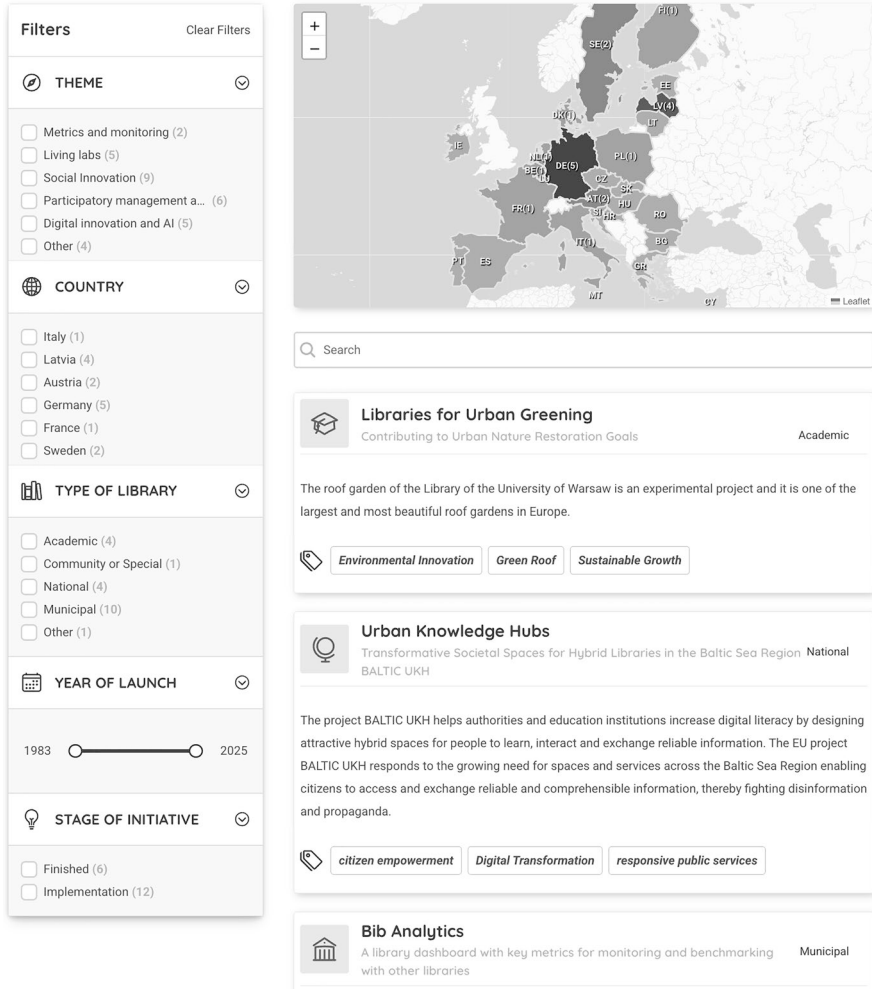 Filters
Clear Filters
THEME
Metrics and monitoring (2)
Living labs (5)
Social Innovation (9)
Participatory management a... (6)
Digital innovation and AI (5)
Other (4)
COUNTRY
Italy (1)
Latvia (4)
Austria (2)
Germany (5)
France (1)
Sweden (2)
TYPE OF LIBRARY
Academic (4)
Community or Special (1)
National (4)
Municipal (10)
Other (1)
YEAR OF LAUNCH
1983
2025
STAGE OF INITIATIVE
Finished (6)
Implementation (12)
+
−
FI(1)
SE(2)
EE
LV(4)
DK(1)
LT
IE
NL(1)
DE(5)
PL(1)
BE(1)
LU
CZ
SK
AT(2)
HU
FR(1)
SI
HR
RO
IT(1)
BG
PT
ES
GR
MT
CY
Leaflet
Search
Libraries for Urban Greening
Contributing to Urban Nature Restoration Goals
Academic
The roof garden of the Library of the University of Warsaw is an experimental project and it is one of the
largest and most beautiful roof gardens in Europe.
Environmental Innovation
Green Roof
Sustainable Growth
Urban Knowledge Hubs
Transformative Societal Spaces for Hybrid Libraries in the Baltic Sea Region
National
BALTIC UKH
The project BALTIC UKH helps authorities and education institutions increase digital literacy by designing
attractive hybrid spaces for people to learn, interact and exchange reliable information. The EU project
BALTIC UKH responds to the growing need for spaces and services across the Baltic Sea Region enabling
citizens to access and exchange reliable and comprehensible information, thereby fighting disinformation
and propaganda.
citizen empowerment
Digital Transformation
responsive public services
Bib Analytics
A library dashboard with key metrics for monitoring and benchmarking
Municipal
with other libraries